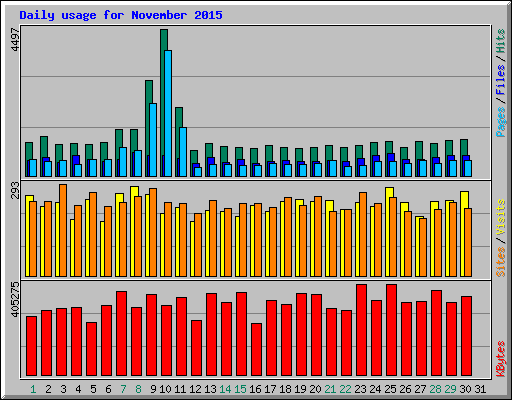 Daily usage for November 2015
4497
Pages / Files / Hits
293
Sites / Visits
405275
KBytes
1 2 3 4 5 6 7 8 9 10 11 12 13 14 15 16 17 18 19 20 21 22 23 24 25 26 27 28 29 30 31